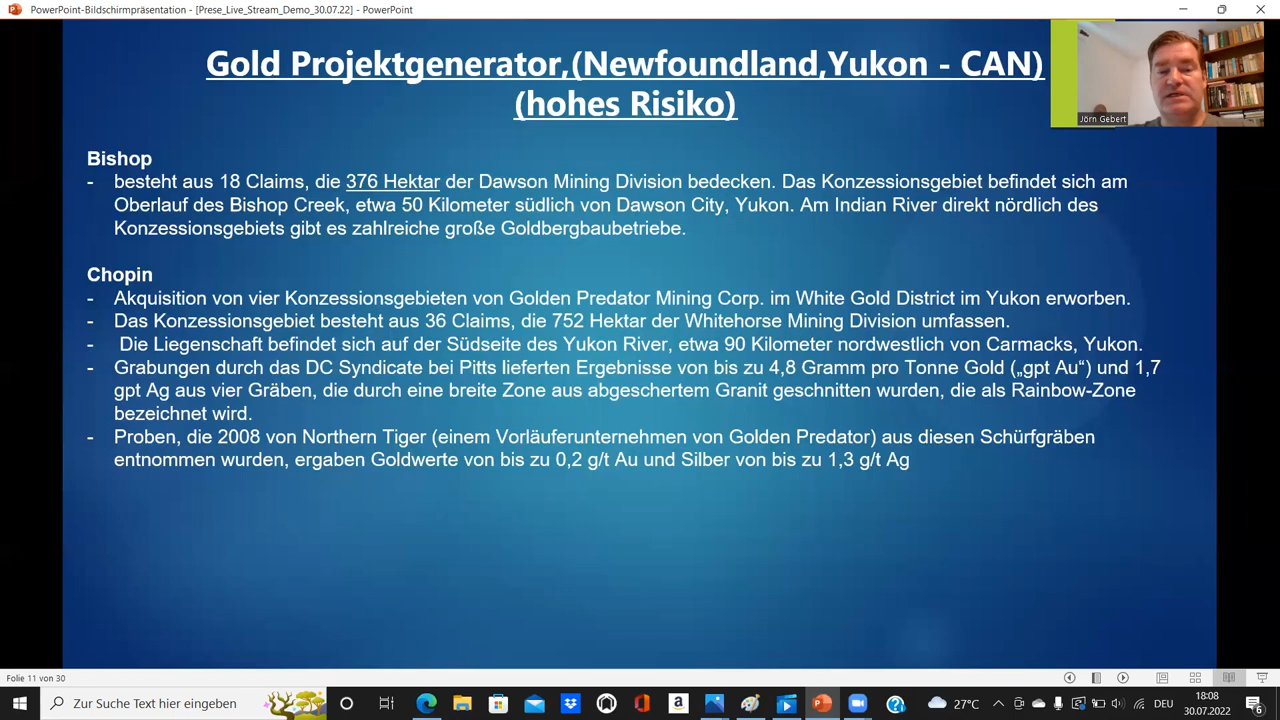 PowerPoint-Bildschirmpräsentation - [Prese_Live_Stream_Demo_30.07.22] - PowerPoint
Gold Projektgenerator,(Newfoundland,Yukon - CAN)
(hohes Risiko)
Jörn Gebert
Bishop
- besteht aus 18 Claims, die 376 Hektar der Dawson Mining Division bedecken. Das Konzessionsgebiet befindet sich am
Oberlauf des Bishop Creek, etwa 50 Kilometer südlich von Dawson City, Yukon. Am Indian River direkt nördlich des
Konzessionsgebiets gibt es zahlreiche große Goldbergbaubetriebe.
Chopin
- Akquisition von vier Konzessionsgebieten von Golden Predator Mining Corp. im White Gold District im Yukon erworben.
- Das Konzessionsgebiet besteht aus 36 Claims, die 752 Hektar der Whitehorse Mining Division umfassen.
- Die Liegenschaft befindet sich auf der Südseite des Yukon River, etwa 90 Kilometer nordwestlich von Carmacks, Yukon.
- Grabungen durch das DC Syndicate bei Pitts lieferten Ergebnisse von bis zu 4,8 Gramm pro Tonne Gold („gpt Au“) und 1,7
gpt Ag aus vier Gräben, die durch eine breite Zone aus abgeschertem Granit geschnitten wurden, die als Rainbow-Zone
bezeichnet wird.
- Proben, die 2008 von Northern Tiger (einem Vorläuferunternehmen von Golden Predator) aus diesen Schürfgräben
entnommen wurden, ergaben Goldwerte von bis zu 0,2 g/t Au und Silber von bis zu 1,3 g/t Ag
Folie 11 von 30
Zur Suche Text hier eingeben
27°C
DEU
18:08
30.07.2022
6